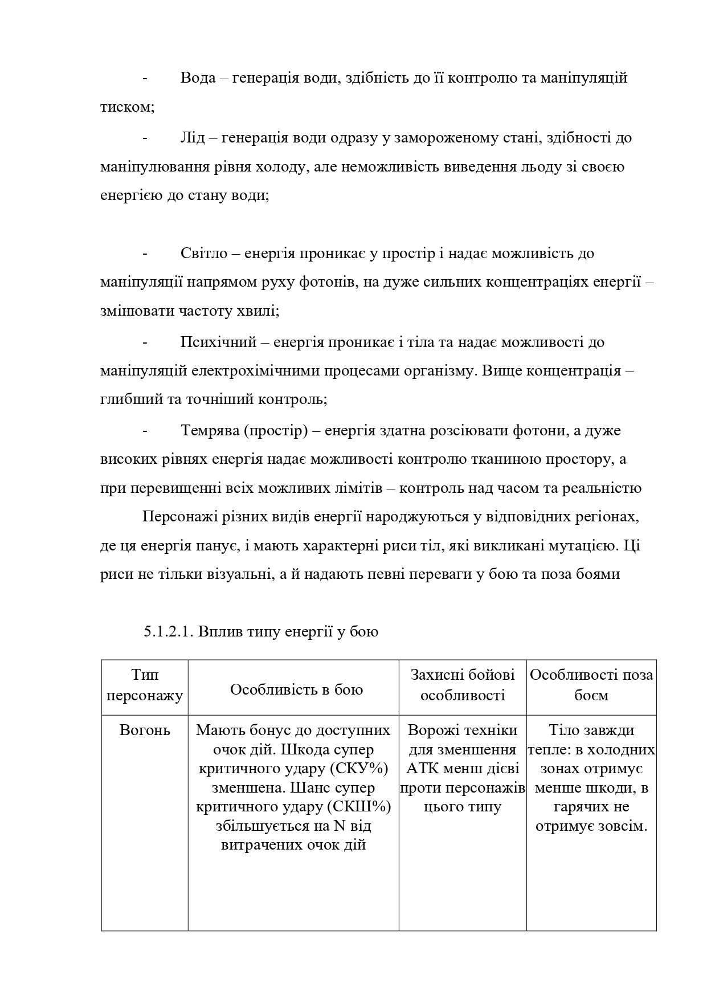 - Вода – генерація води, здібність до її контролю та маніпуляцій
тиском;
- Лід – генерація води одразу у замороженому стані, здібності до
маніпулювання рівня холоду, але неможливість виведення льоду зі своєю
енергією до стану води;
- Світло – енергія проникає у простір і надає можливість до
маніпуляції напрямом руху фотонів, на дуже сильних концентраціях енергії –
змінювати частоту хвилі;
- Психічний – енергія проникає і тіла та надає можливості до
маніпуляцій електрохімічними процесами організму. Вище концентрація –
глибший та точніший контроль;
- Темрява (простір) – енергія здатна розсіювати фотони, а дуже
високих рівнях енергія надає можливості контролю тканиною простору, а
при перевищенні всіх можливих лімітів – контроль над часом та реальністю
Персонажі різних видів енергії народжуються у відповідних регіонах,
де ця енергія панує, і мають характерні риси тіл, які викликані мутацією. Ці
риси не тільки візуальні, а й надають певні переваги у бою та поза боями
5.1.2.1. Вплив типу енергії у бою
Тип
персонажу
Особливість в бою
Захисні бойові
особливості
Особливості поза
боєм
Вогонь
Мають бонус до доступних
очок дій. Шкода супер
критичного удару (СКУ%)
зменшена. Шанс супер
критичного удару (СКШ%)
збільшується на N від
витрачених очок дій
Ворожі техніки
для зменшення
АТК менш дієві
проти персонажів
цього типу
Тіло завжди
тепле: в холодних
зонах отримує
менше шкоди, в
гарячих не
отримує зовсім.